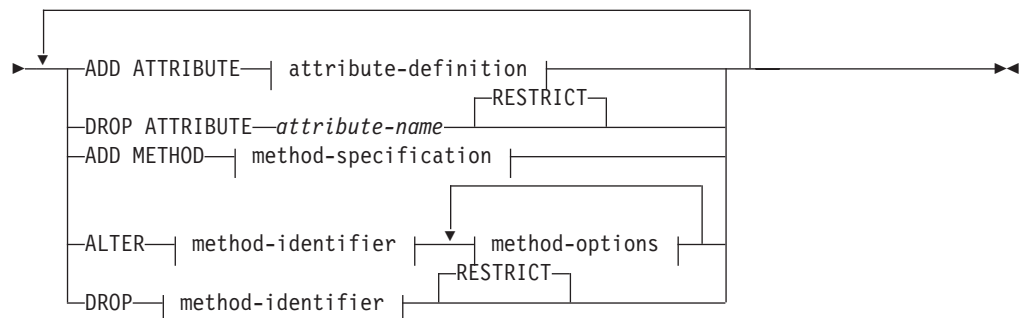 ADD ATTRIBUTE attribute-definition
RESTRICT
DROP ATTRIBUTE attribute-name
ADD METHOD method-specification
ALTER method-identifier method-options
RESTRICT
DROP method-identifier